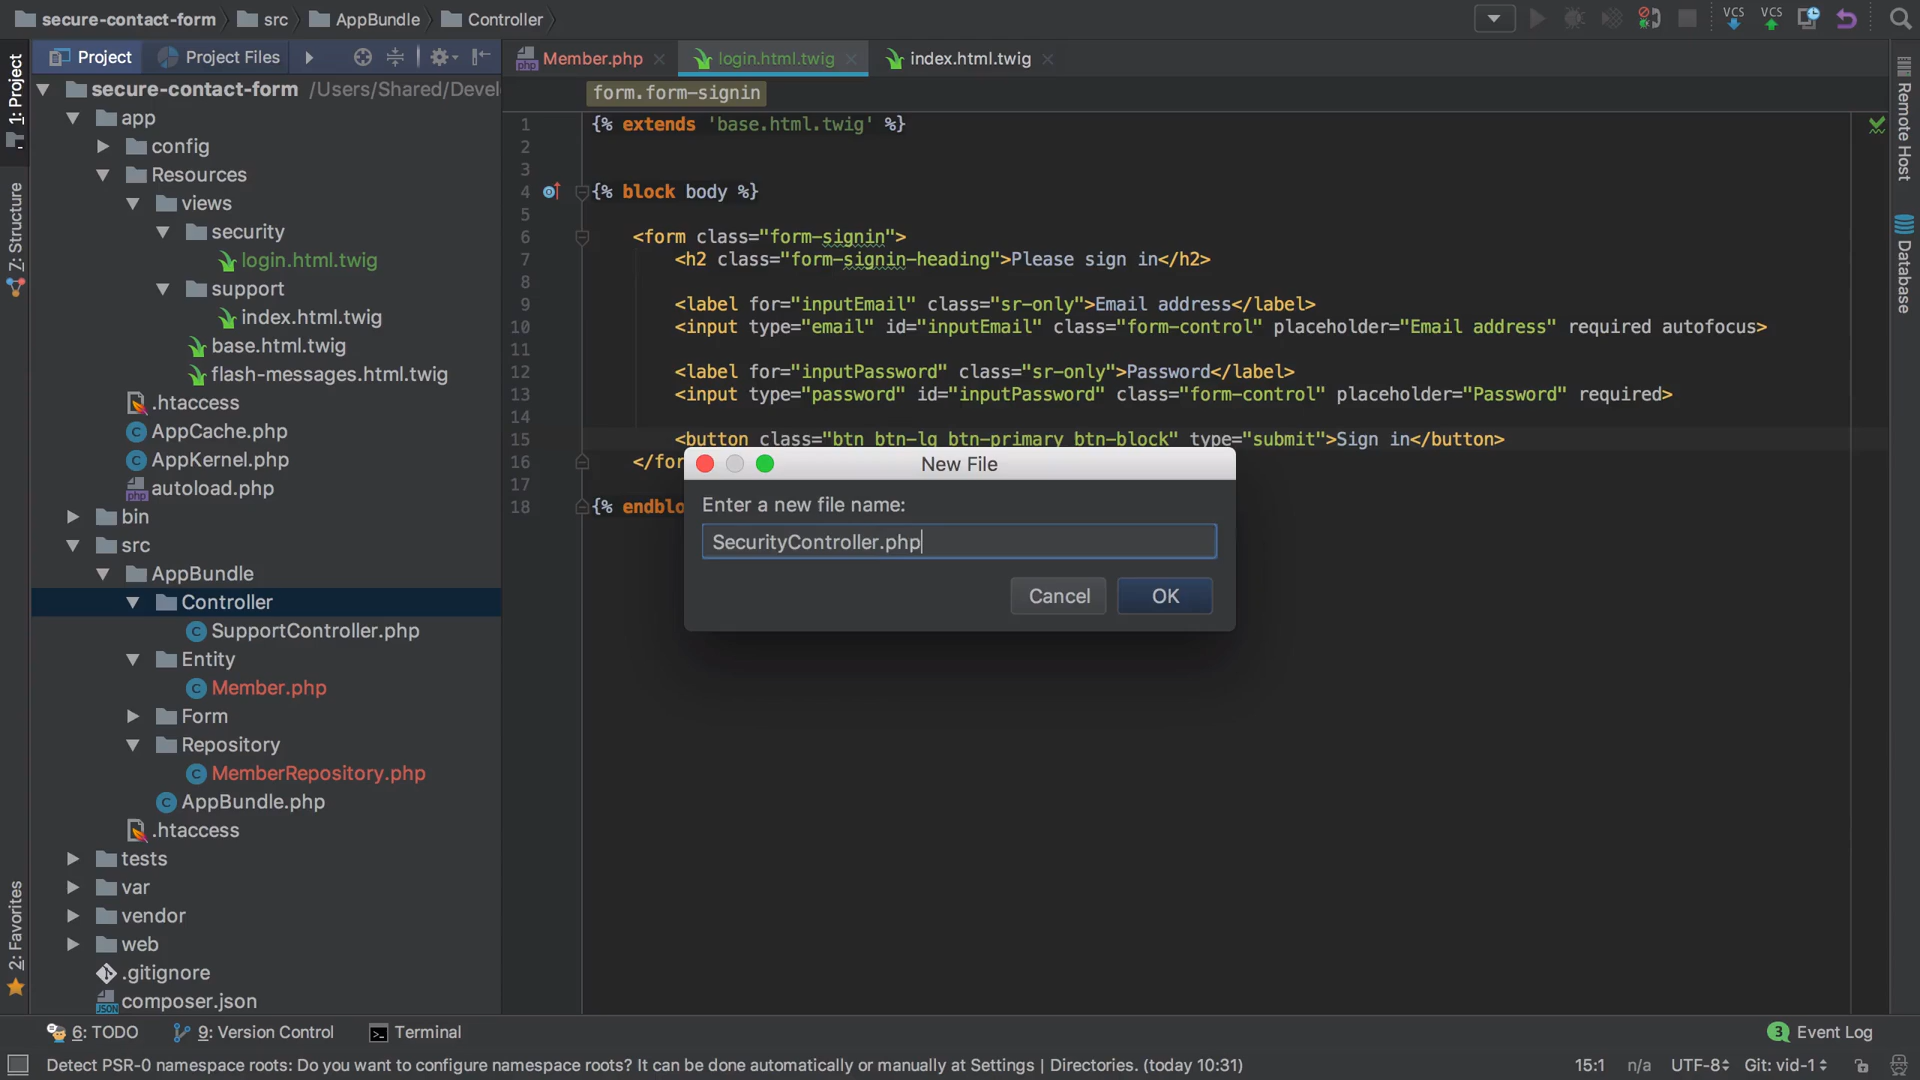 secure-contact-form src AppBundle Controller
VCS VCS
Project Project Files
Member.php login.html.twig index.html.twig
secure-contact-form /Users/Shared/Devel
form.form-signin
app
config
Resources
views
security
login.html.twig
support
index.html.twig
base.html.twig
flash-messages.html.twig
.htaccess
AppCache.php
AppKernel.php
autoload.php
bin
src
AppBundle
Controller
SupportController.php
Entity
Member.php
Form
Repository
MemberRepository.php
AppBundle.php
.htaccess
tests
var
vendor
web
.gitignore
composer.json
1: Project
7: Structure
2: Favorites
1 {% extends 'base.html.twig' %}
2
3
4 {% block body %}
5
6 <form class="form-signin">
7 <h2 class="form-signin-heading">Please sign in</h2>
8
9 <label for="inputEmail" class="sr-only">Email address</label>
10 <input type="email" id="inputEmail" class="form-control" placeholder="Email address" required autofocus>
11
12 <label for="inputPassword" class="sr-only">Password</label>
13 <input type="password" id="inputPassword" class="form-control" placeholder="Password" required>
14
15 <button class="btn btn-lg btn-primary btn-block" type="submit">Sign in</button>
16 </for
17
18 {% endblo
New File
Enter a new file name:
SecurityController.php
Cancel OK
Remote Host
Database
6: TODO 9: Version Control Terminal
3 Event Log
Detect PSR-0 namespace roots: Do you want to configure namespace roots? It can be done automatically or manually at Settings | Directories. (today 10:31)
15:1 n/a UTF-8 Git: vid-1